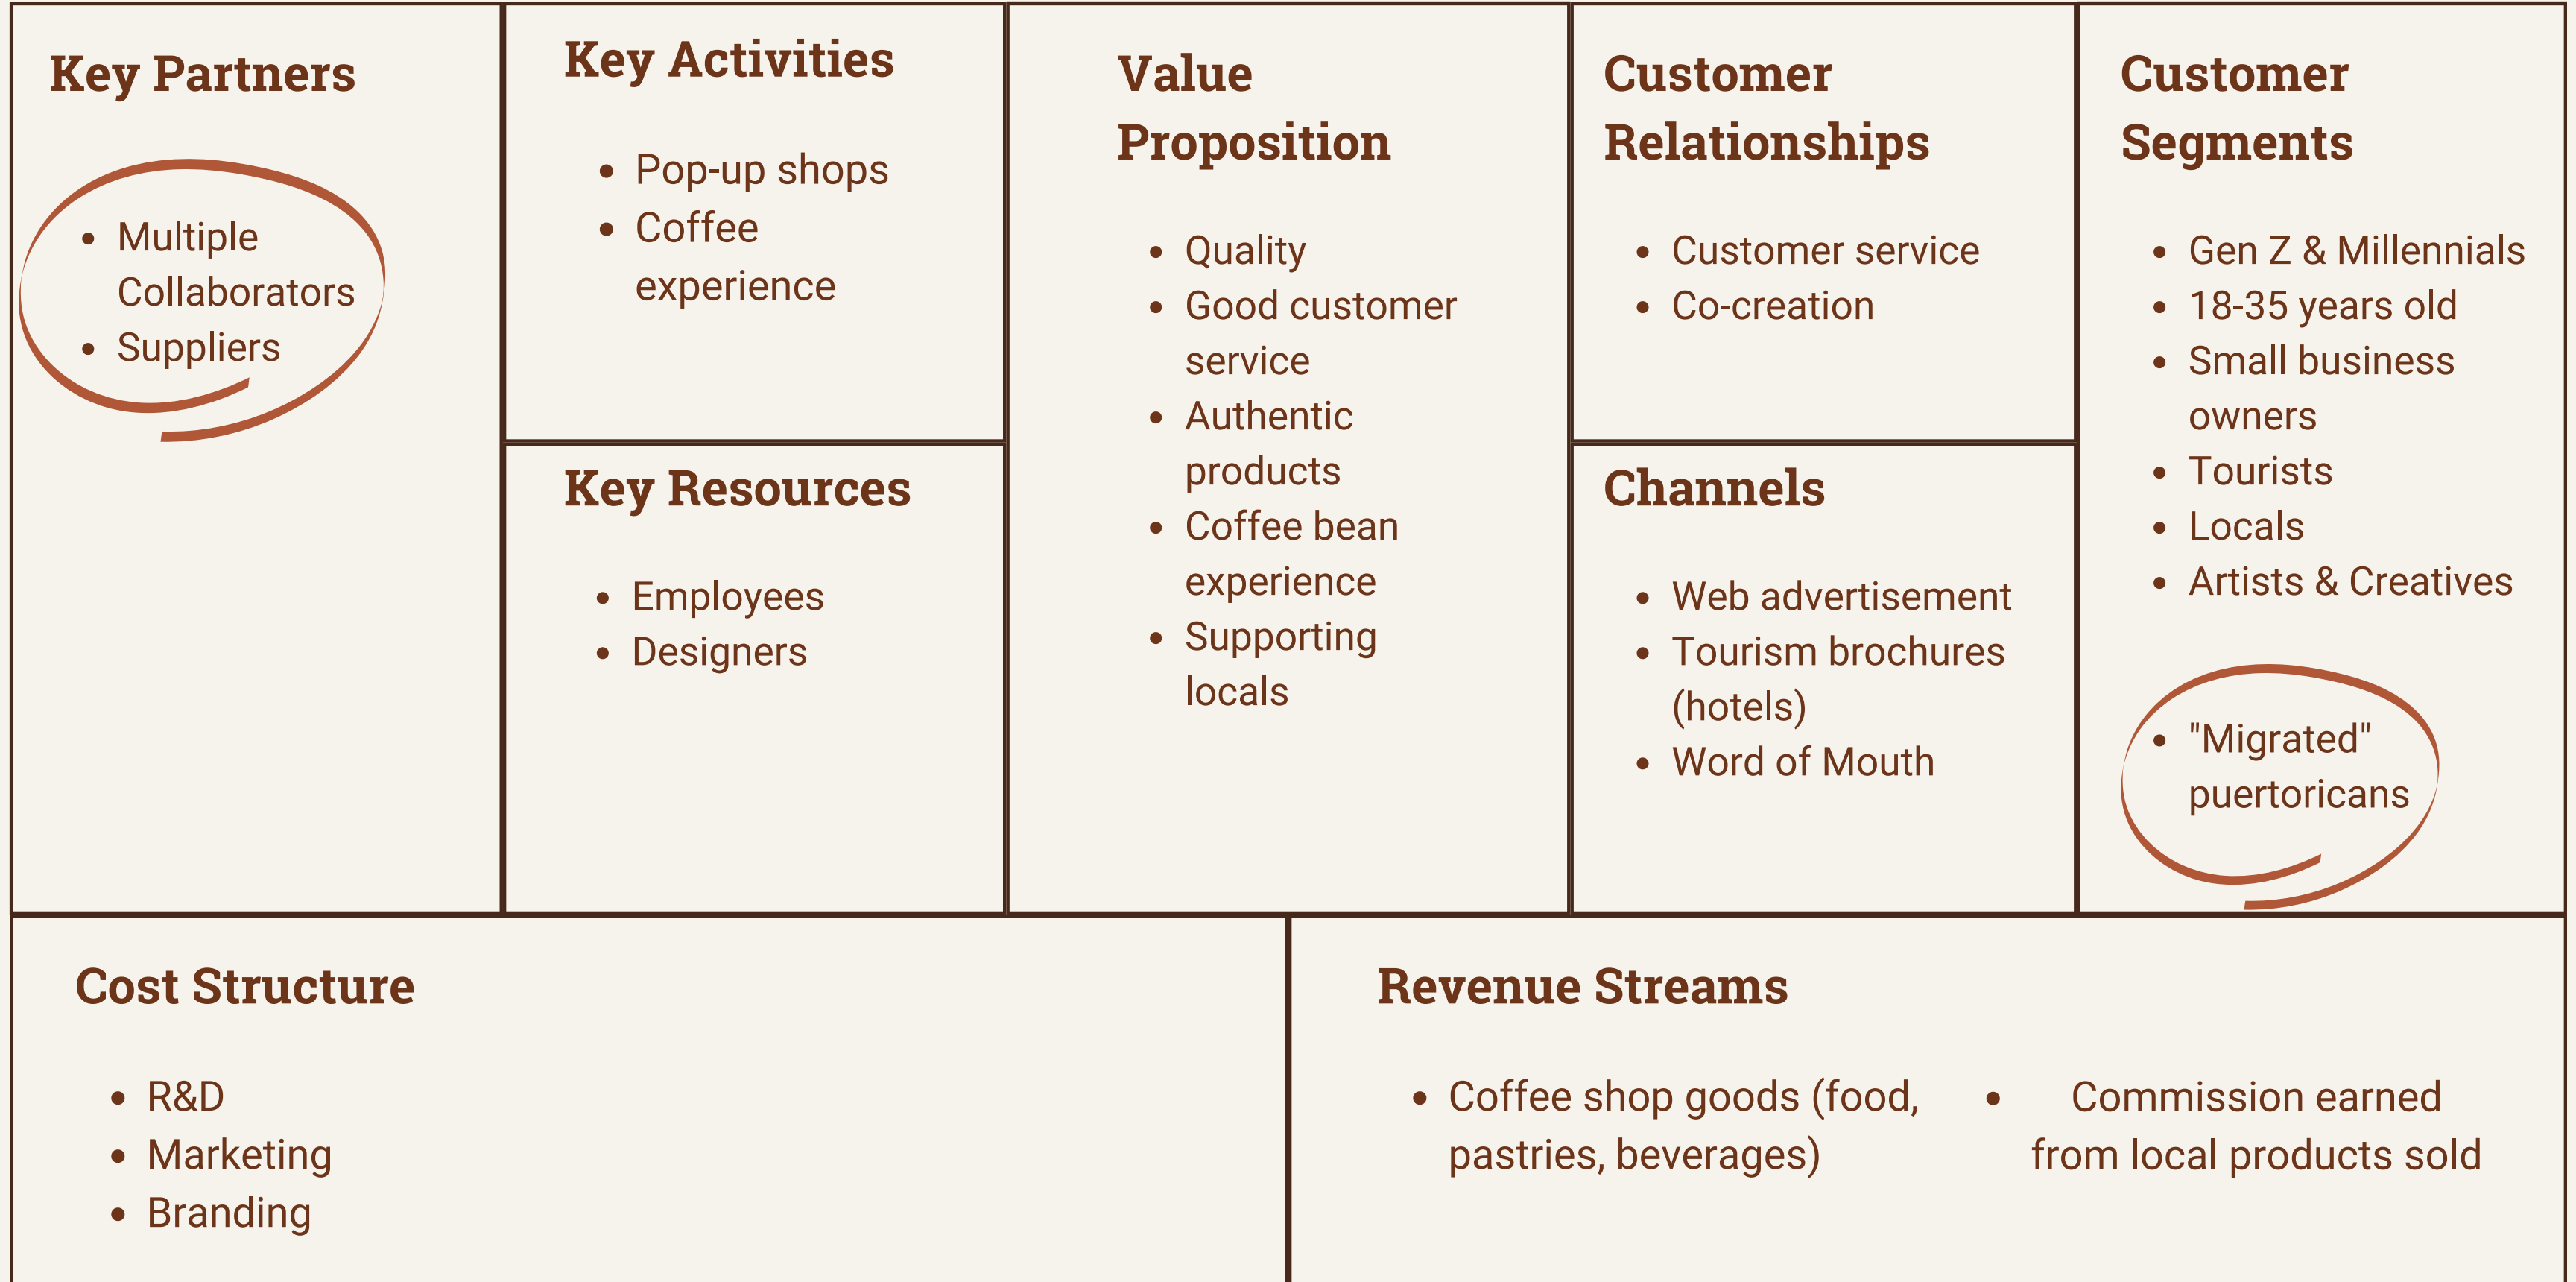 Key Partners
• Multiple
Collaborators
• Suppliers
Key Activities
• Pop-up shops
• Coffee
experience
Key Resources
• Employees
• Designers
Value
Proposition
• Quality
• Good customer
service
• Authentic
products
• Coffee bean
experience
• Supporting
locals
Customer
Relationships
• Customer service
• Co-creation
Channels
• Web advertisement
• Tourism brochures
(hotels)
• Word of Mouth
Customer
Segments
• Gen Z & Millennials
• 18-35 years old
• Small business
owners
• Tourists
• Locals
• Artists & Creatives
• "Migrated"
puertoricans
Cost Structure
• R&D
• Marketing
• Branding
Revenue Streams
• Coffee shop goods (food,
pastries, beverages)
• Commission earned
from local products sold